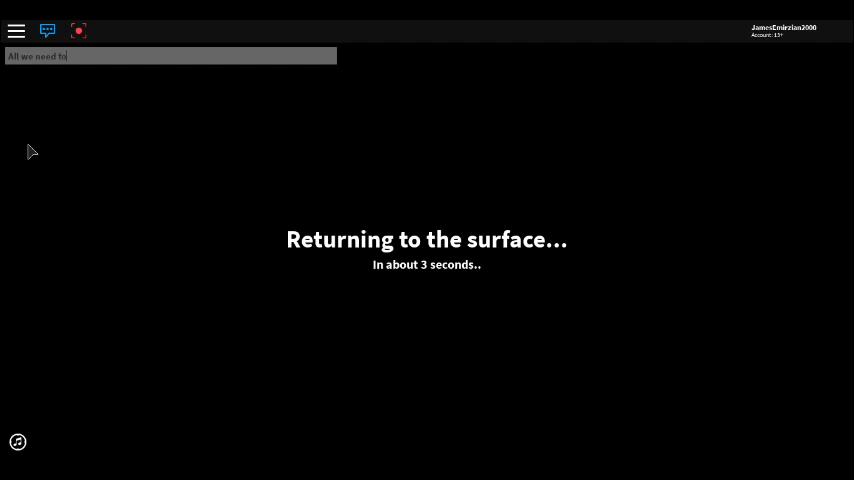 JamesEmirzian2000
Account: 13+
All we need to
Returning to the surface...
In about 3 seconds..